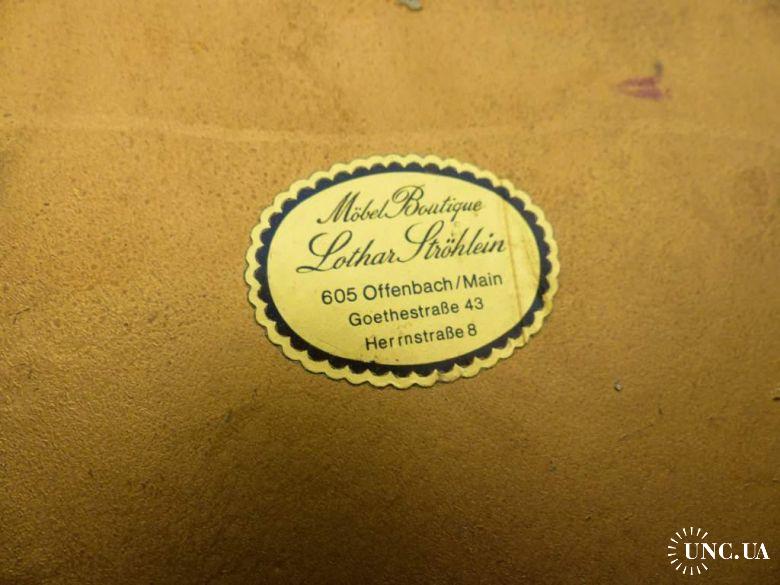 Möbel Boutique
Lothar Ströhlein
605 Offenbach/Main
Goethestraße 43
Herrnstraße 8
UNC.UA